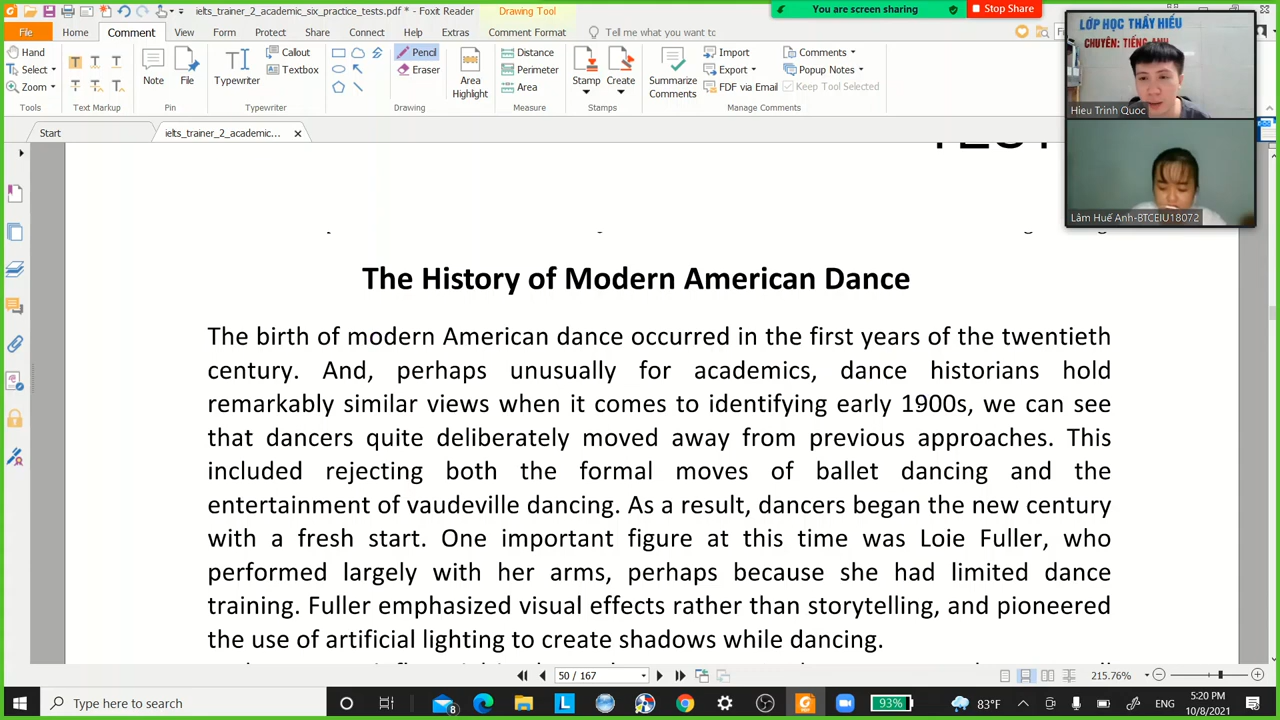 ielts_trainer_2_academic_six_practice_tests.pdf * - Foxit Reader
Drawing Tool
You are screen sharing
Stop Share
File
Home
Comment
View
Form
Protect
Share
Connect
Help
Extras
Drawing Tool
Comment Format
Tell me what you want tc
Hand
Select
Zoom
Tools
Text Markup
Note
File
Pin
Typewriter
Callout
Textbox
Typewriter
Pencil
Eraser
Drawing
Area
Highlight
Distance
Perimeter
Area
Measure
Stamp
Create
Stamps
Summarize
Comments
Import
Export
FDF via Email
Comments
Popup Notes
Keep Tool Selected
Manage Comments
LỚP HỌC THẦY HIẾU
CHUYÊN: TIẾNG ANH
Hieu Trinh Quoc
Lâm Huế Anh-BTCEIU18072
Start
ielts_trainer_2_academic...
The History of Modern American Dance
The birth of modern American dance occurred in the first years of the twentieth
century. And, perhaps unusually for academics, dance historians hold
remarkably similar views when it comes to identifying early 1900s, we can see
that dancers quite deliberately moved away from previous approaches. This
included rejecting both the formal moves of ballet dancing and the
entertainment of vaudeville dancing. As a result, dancers began the new century
with a fresh start. One important figure at this time was Loie Fuller, who
performed largely with her arms, perhaps because she had limited dance
training. Fuller emphasized visual effects rather than storytelling, and pioneered
the use of artificial lighting to create shadows while dancing.
50 / 167
215.76%
Type here to search
8
93%
83°F
ENG
5:20 PM
10/8/2021